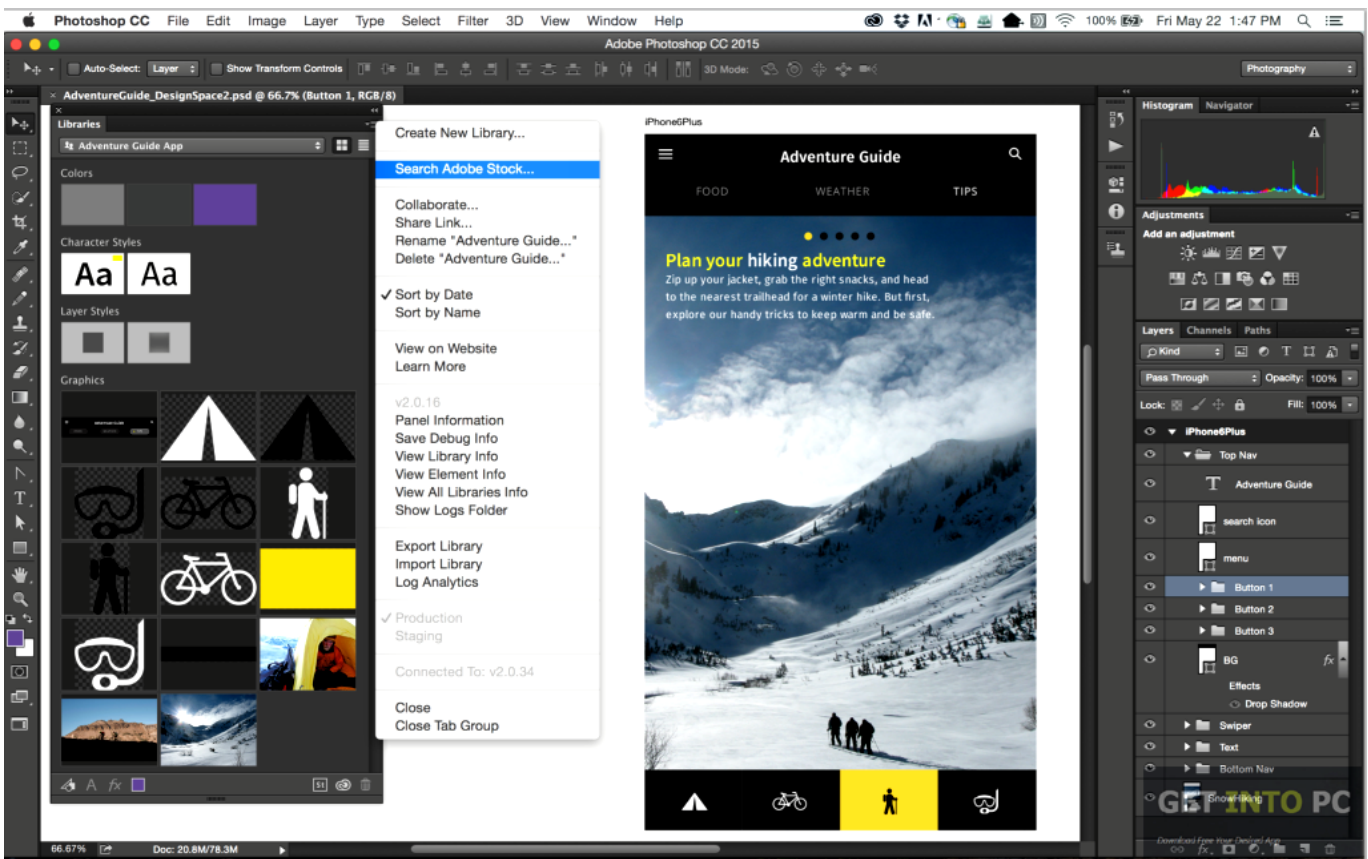 Photoshop CC File Edit Image Layer Type Select Filter 3D View Window Help 100% Fri May 22 1:47 PM
Adobe Photoshop CC 2015
Auto-Select: Layer Show Transform Controls 3D Mode: Photography
× AdventureGuide_DesignSpace2.psd @ 66.7% (Button 1, RGB/8)
Libraries
Adventure Guide App
Colors
Character Styles
Aa Aa
Layer Styles
Graphics
fx St
Create New Library...
Search Adobe Stock...
Collaborate...
Share Link...
Rename "Adventure Guide..."
Delete "Adventure Guide..."
✓ Sort by Date
Sort by Name
View on Website
Learn More
v2.0.16
Panel Information
Save Debug Info
View Library Info
View Element Info
View All Libraries Info
Show Logs Folder
Export Library
Import Library
Log Analytics
✓ Production
Staging
Connected To: v2.0.34
Close
Close Tab Group
iPhone6Plus
Adventure Guide
FOOD WEATHER TIPS
Plan your hiking adventure
Zip up your jacket, grab the right snacks, and head
to the nearest trailhead for a winter hike. But first,
explore our handy tricks to keep warm and be safe.
Histogram Navigator
Adjustments
Add an adjustment
Layers Channels Paths
Kind
Pass Through Opacity: 100%
Lock: Fill: 100%
iPhone6Plus
Top Nav
T Adventure Guide
search icon
menu
Button 1
Button 2
Button 3
BG fx
Effects
Drop Shadow
Swiper
Text
Bottom Nav
SnowHiking
GET INTO PC
Download Free Your Desired App
66.67% Doc: 20.8M/78.3M